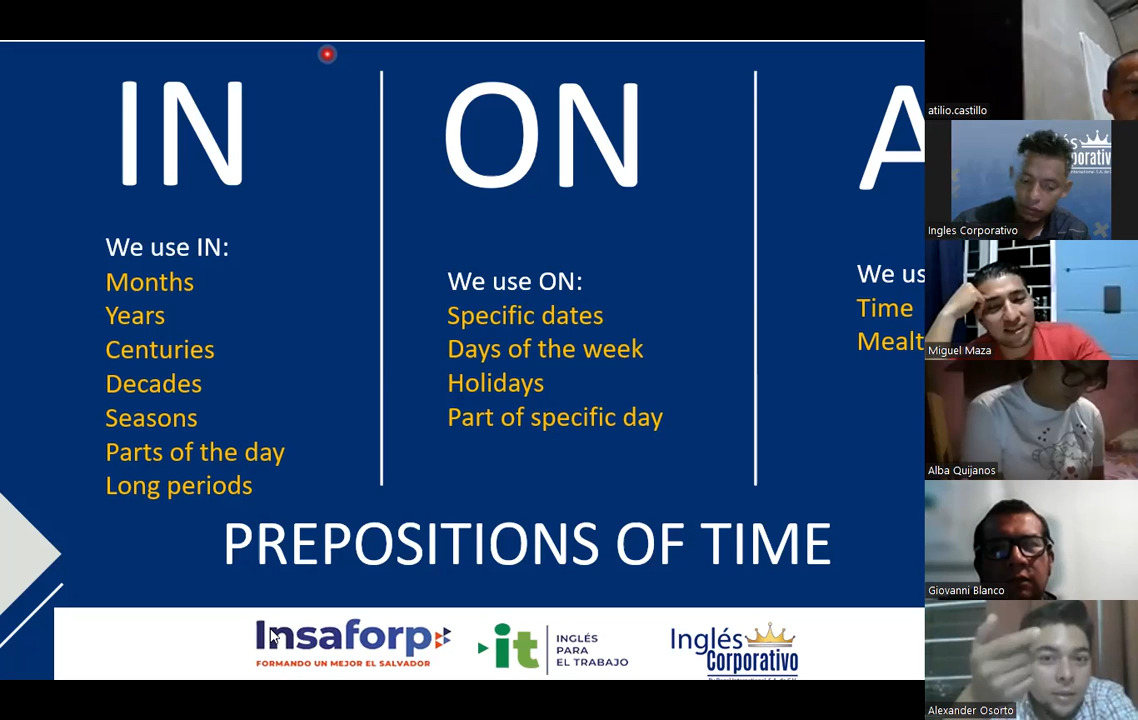 IN
We use IN:
Months
Years
Centuries
Decades
Seasons
Parts of the day
Long periods
ON
We use ON:
Specific dates
Days of the week
Holidays
Part of specific day
A
We us
Time
Mealt
PREPOSITIONS OF TIME
Insaforp
FORMANDO UN MEJOR EL SALVADOR
it
INGLÉS
PARA
EL TRABAJO
Inglés
Corporativo
atilio.castillo
Ingles Corporativo
Miguel Maza
Alba Quijanos
Giovanni Blanco
Alexander Osorto